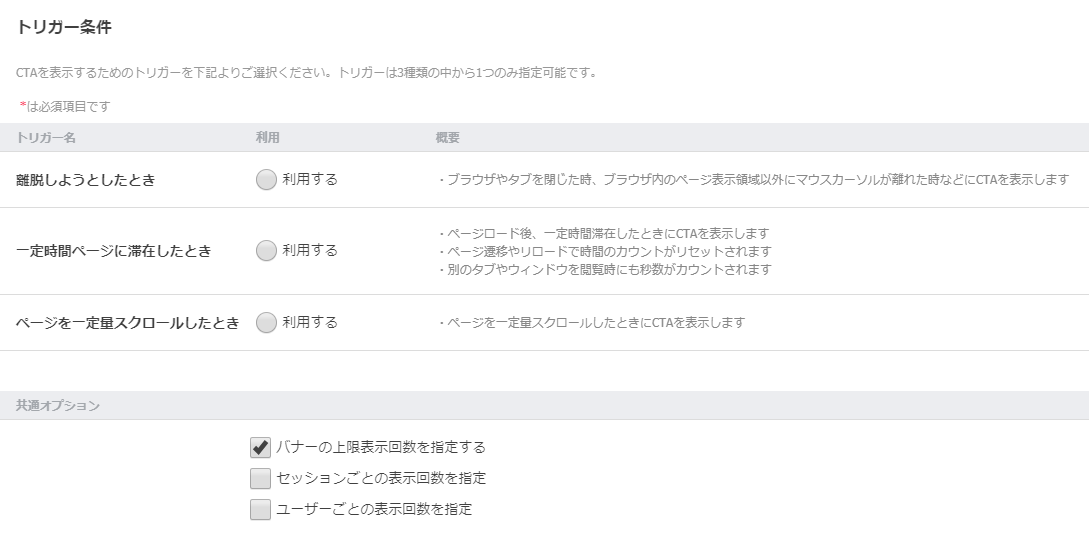 トリガー条件
CTAを表示するためのトリガーを下記よりご選択ください。トリガーは3種類の中から1つのみ指定可能です。
*は必須項目です
トリガー名 利用 概要
離脱しようとしたとき 利用する ・ブラウザやタブを閉じた時、ブラウザ内のページ表示領域以外にマウスカーソルが離れた時などにCTAを表示します
・ページロード後、一定時間滞在したときにCTAを表示します
一定時間ページに滞在したとき 利用する ・ページ遷移やリロードで時間のカウントがリセットされます
・別のタブやウィンドウを閲覧時にも秒数がカウントされます
ページを一定量スクロールしたとき 利用する ・ページを一定量スクロールしたときにCTAを表示します
共通オプション
バナーの上限表示回数を指定する
セッションごとの表示回数を指定
ユーザーごとの表示回数を指定